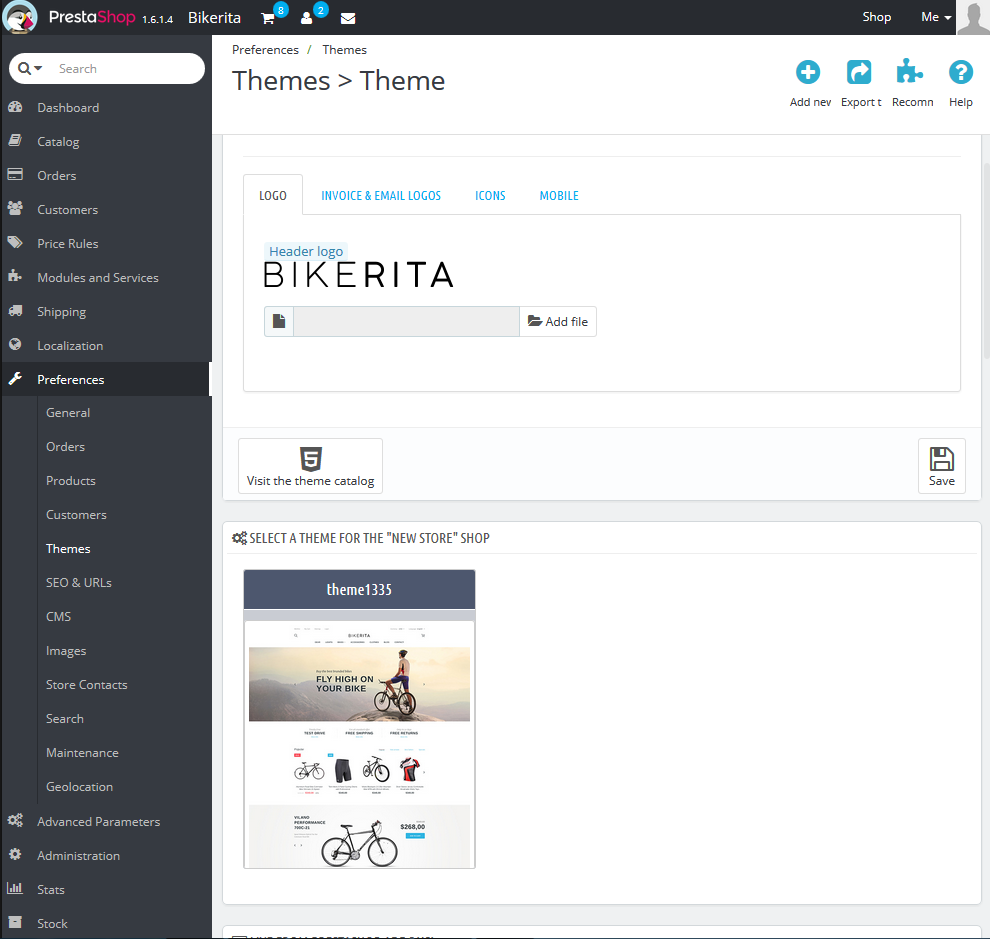 PrestaShop 1.6.1.4 Bikerita 8 2 Shop Me
Search
Dashboard
Catalog
Orders
Customers
Price Rules
Modules and Services
Shipping
Localization
Preferences
General
Orders
Products
Customers
Themes
SEO & URLs
CMS
Images
Store Contacts
Search
Maintenance
Geolocation
Advanced Parameters
Administration
Stats
Stock
Preferences / Themes
Themes > Theme
Add nev
Export t
Recomn
Help
LOGO INVOICE & EMAIL LOGOS ICONS MOBILE
Header logo
BIKERITA
Add file
Visit the theme catalog
Save
SELECT A THEME FOR THE "NEW STORE" SHOP
theme1335
BIKERITA
FLY HIGH ON
YOUR BIKE
TEST DRIVE FREE SHIPPING FREE RETURNS
VILANO
PERFORMANCE
700C-21
$268,00